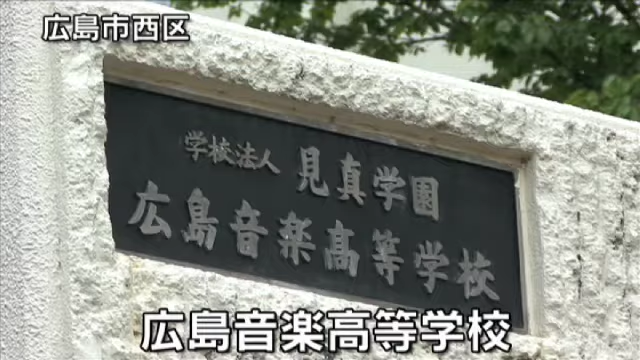 広島市西区
学校法人 見真学園
広島音楽高等学校
広島音楽高等学校